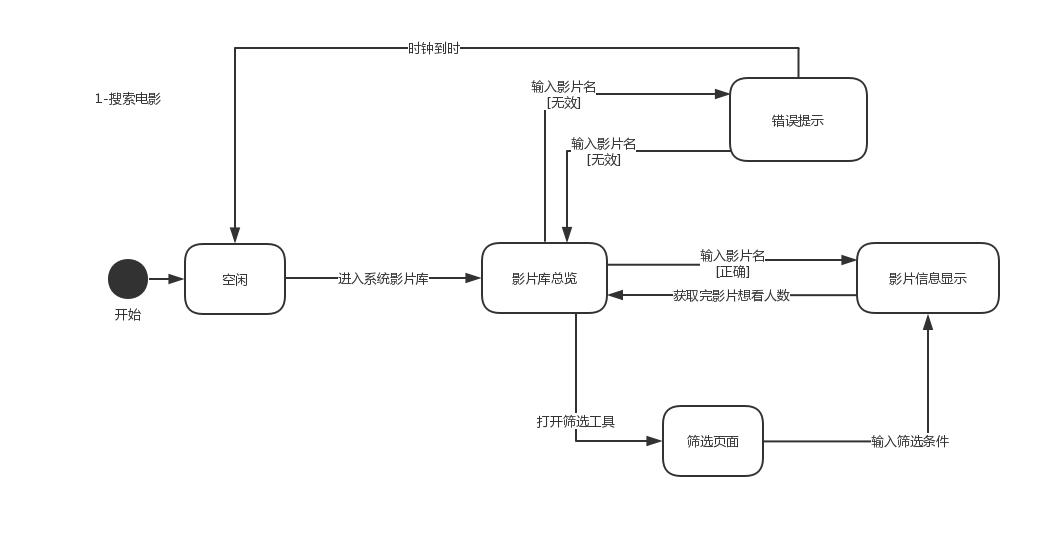 时钟到时
1-搜索电影
输入影片名
[无效]
错误提示
输入影片名
[无效]
开始
空闲
进入系统影片库
影片库总览
输入影片名
[正确]
获取完影片想看人数
影片信息显示
打开筛选工具
筛选页面
输入筛选条件